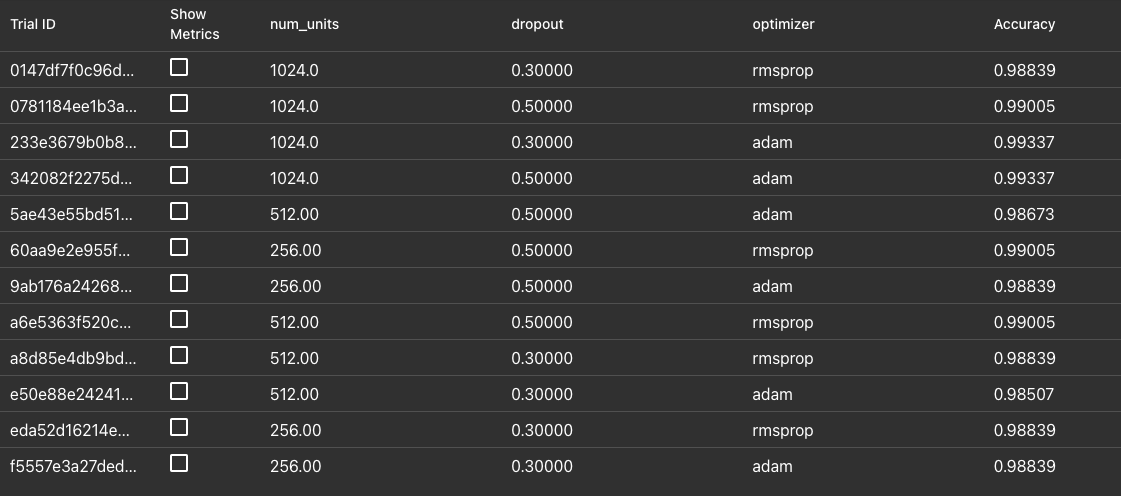 Trial ID Show Metrics num_units dropout optimizer Accuracy
0147df7f0c96d... 1024.0 0.30000 rmsprop 0.98839
0781184ee1b3a... 1024.0 0.50000 rmsprop 0.99005
233e3679b0b8... 1024.0 0.30000 adam 0.99337
342082f2275d... 1024.0 0.50000 adam 0.99337
5ae43e55bd51... 512.00 0.50000 adam 0.98673
60aa9e2e955f... 256.00 0.50000 rmsprop 0.99005
9ab176a24268... 256.00 0.50000 adam 0.98839
a6e5363f520c... 512.00 0.50000 rmsprop 0.99005
a8d85e4db9bd... 512.00 0.30000 rmsprop 0.98839
e50e88e24241... 512.00 0.30000 adam 0.98507
eda52d16214e... 256.00 0.30000 rmsprop 0.98839
f5557e3a27ded... 256.00 0.30000 adam 0.98839